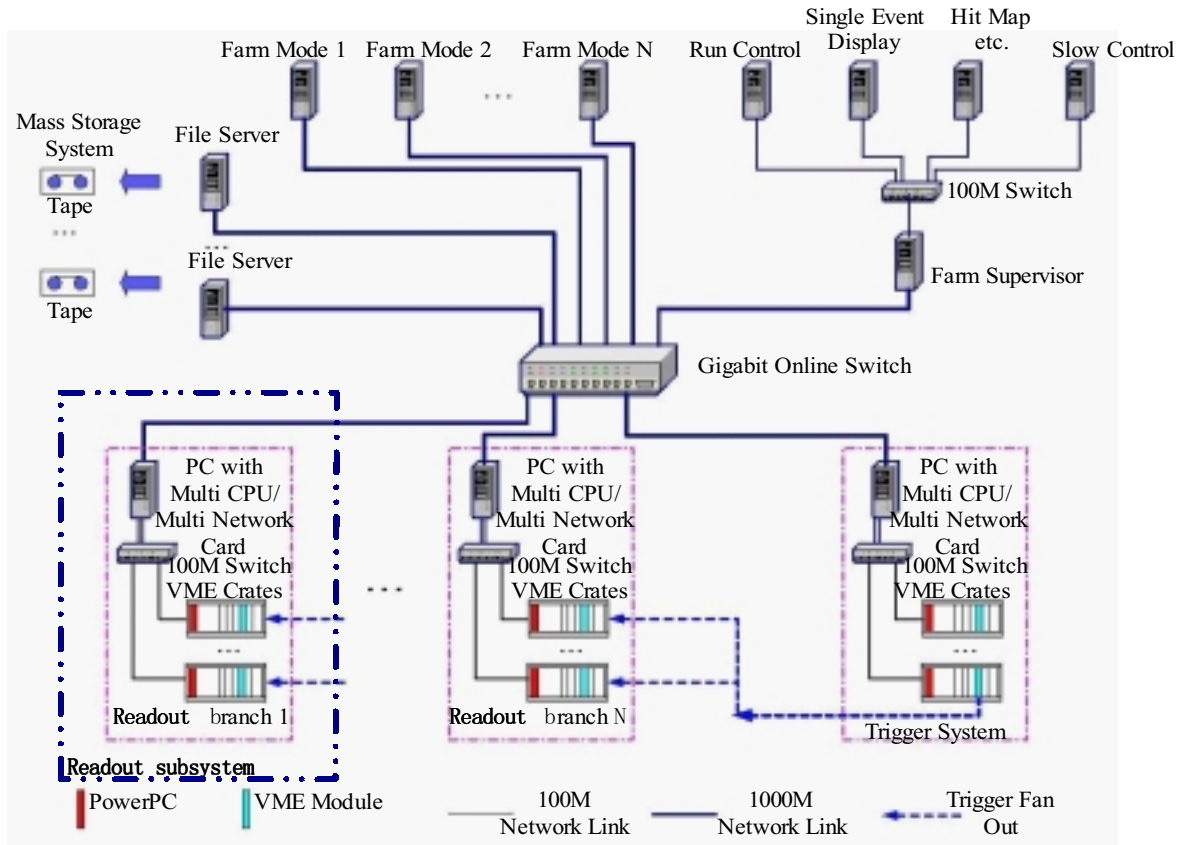 Farm Mode 1
Farm Mode 2
Farm Mode N
Run Control
Single Event
Display
Hit Map
etc.
Slow Control
...
Mass Storage
System
File Server
Tape
...
...
File Server
Tape
100M Switch
Farm Supervisor
Gigabit Online Switch
PC with
Multi CPU/
Multi Network
Card
100M Switch
VME Crates
...
Readout branch 1
Readout subsystem
...
PC with
Multi CPU/
Multi Network
Card
100M Switch
VME Crates
...
Readout branch N
PC with
Multi CPU/
Multi Network
Card
100M Switch
VME Crates
...
Trigger System
PowerPC
VME Module
100M
Network Link
1000M
Network Link
Trigger Fan
Out